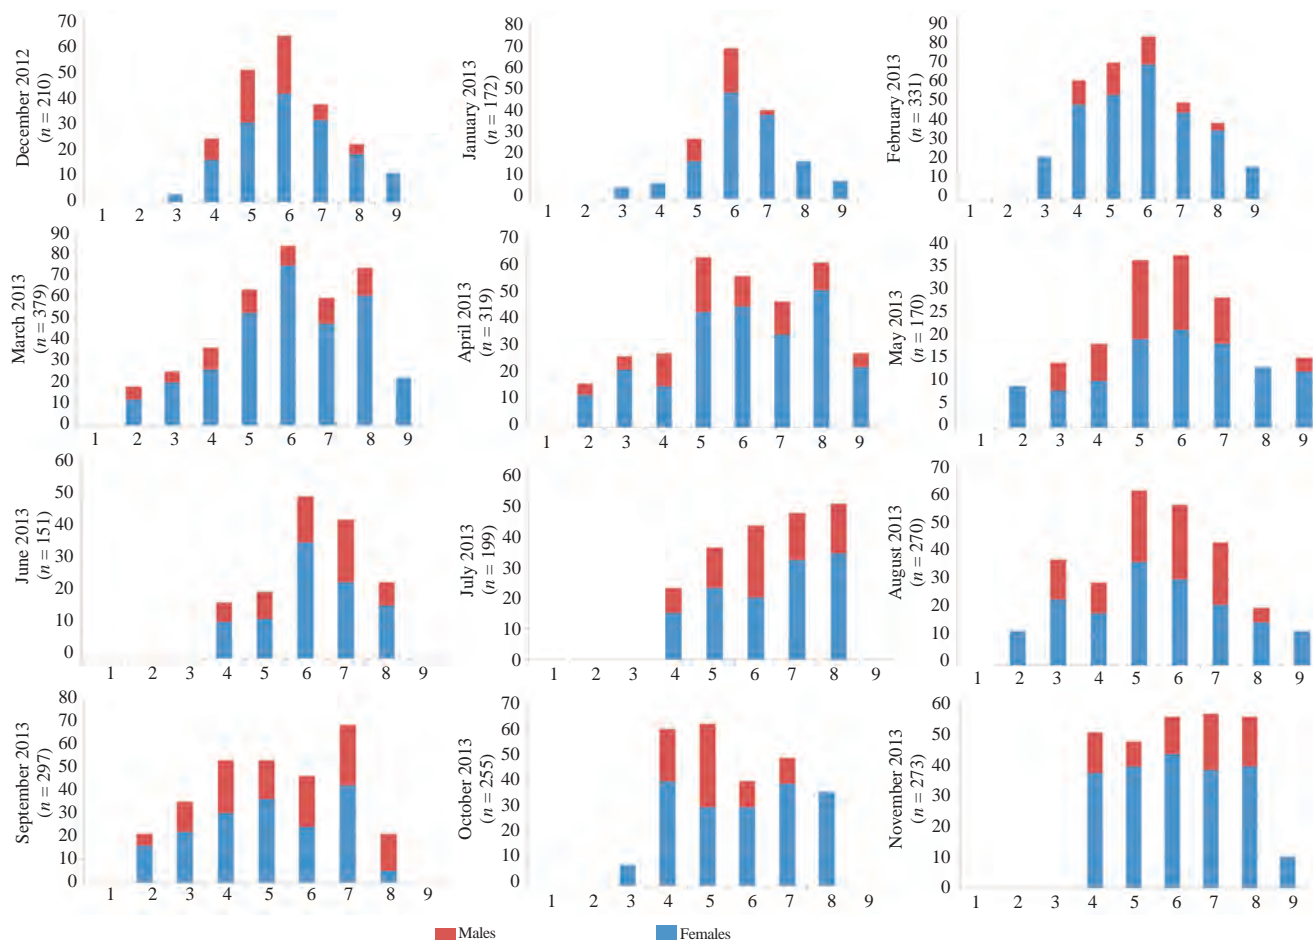 December 2012
(n = 210)
70
60
50
40
30
20
10
0
1 2 3 4 5 6 7 8 9
January 2013
(n = 172)
80
70
60
50
40
30
20
10
0
1 2 3 4 5 6 7 8 9
February 2013
(n = 331)
90
80
70
60
50
40
30
20
10
0
1 2 3 4 5 6 7 8 9
March 2013
(n = 379)
90
80
70
60
50
40
30
20
10
0
1 2 3 4 5 6 7 8 9
April 2013
(n = 319)
70
60
50
40
30
20
10
0
1 2 3 4 5 6 7 8 9
May 2013
(n = 170)
40
35
30
25
20
15
10
5
0
1 2 3 4 5 6 7 8 9
June 2013
(n = 151)
60
50
40
30
20
10
0
1 2 3 4 5 6 7 8 9
July 2013
(n = 199)
60
50
40
30
20
10
0
1 2 3 4 5 6 7 8 9
August 2013
(n = 270)
70
60
50
40
30
20
10
0
1 2 3 4 5 6 7 8 9
September 2013
(n = 297)
80
70
60
50
40
30
20
10
0
1 2 3 4 5 6 7 8 9
October 2013
(n = 255)
70
60
50
40
30
20
10
0
1 2 3 4 5 6 7 8 9
November 2013
(n = 273)
60
50
40
30
20
10
0
1 2 3 4 5 6 7 8 9
Males Females